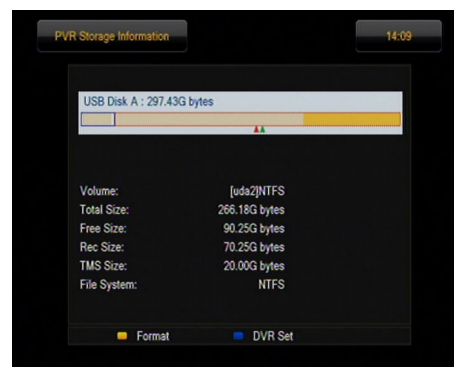 PVR Storage Information 14:09
USB Disk A : 297.43G bytes
Volume: [uda2]NTFS
Total Size: 266.18G bytes
Free Size: 90.25G bytes
Rec Size: 70.25G bytes
TMS Size: 20.00G bytes
File System: NTFS
Format DVR Set